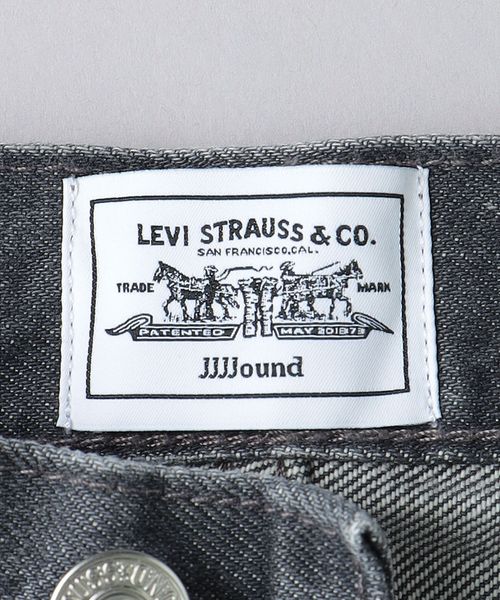 LEVI STRAUSS & CO.
SAN FRANCISCO, CAL.
TRADE MARK
PATENTED MAY 20 1873
JJJJound